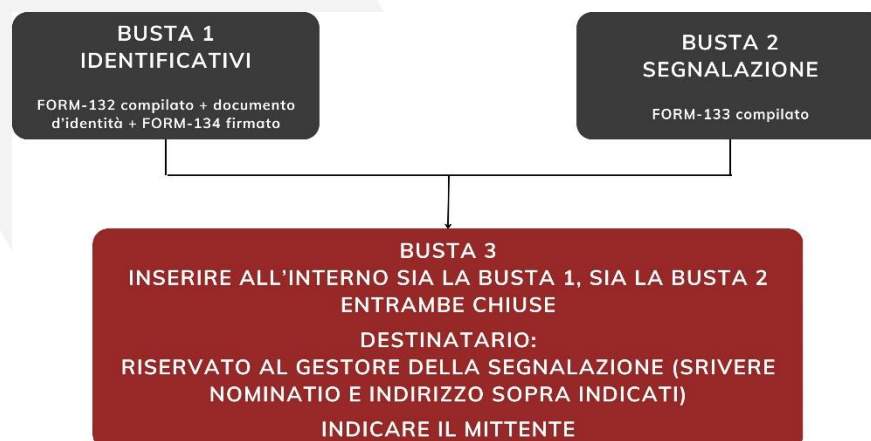 BUSTA 1
IDENTIFICATIVI
FORM-132 compilato + documento
d'identità + FORM-134 firmato
BUSTA 2
SEGNALAZIONE
FORM-133 compilato
BUSTA 3
INSERIRE ALL'INTERNO SIA LA BUSTA 1, SIA LA BUSTA 2
ENTRAMBE CHIUSE
DESTINATARIO:
RISERVATO AL GESTORE DELLA SEGNALAZIONE (SRIVERE
NOMINATIO E INDIRIZZO SOPRA INDICATI)
INDICARE IL MITTENTE